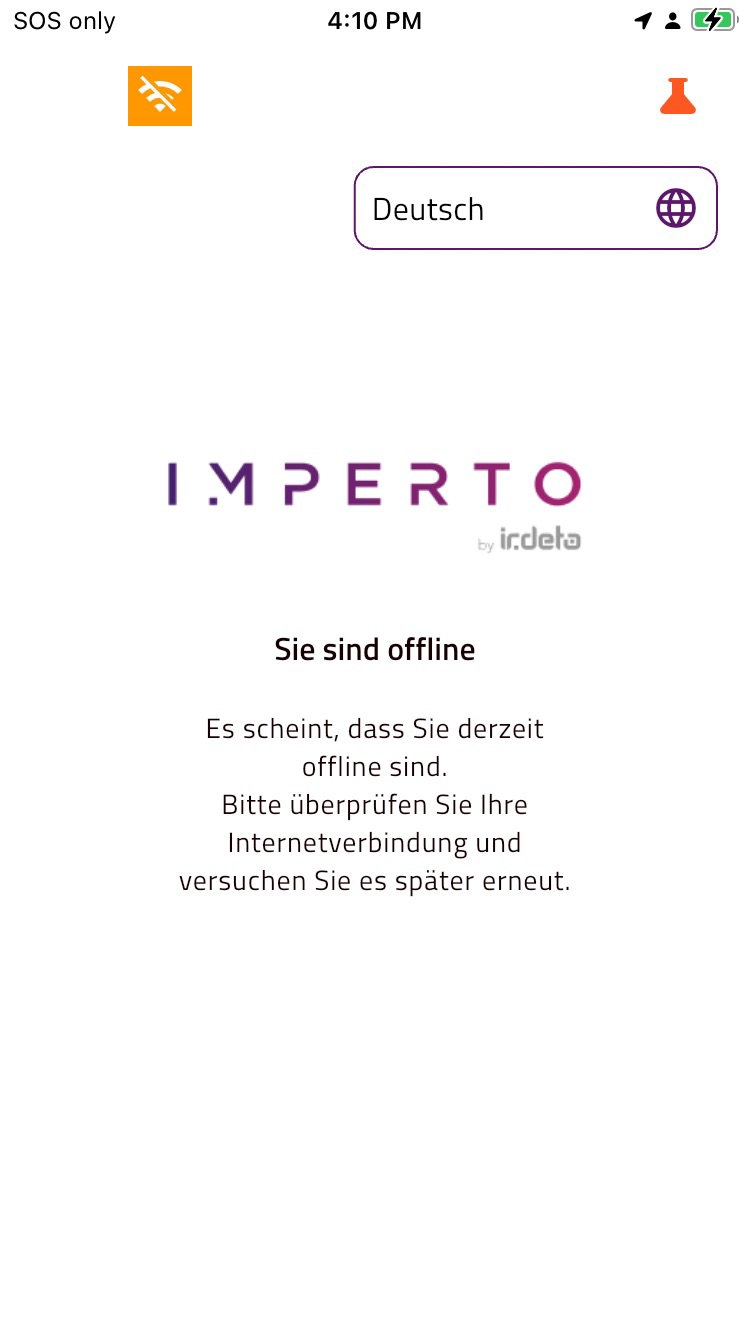 SOS only 4:10 PM
Deutsch
IMPERTO
by irdeto
Sie sind offline
Es scheint, dass Sie derzeit
offline sind.
Bitte überprüfen Sie Ihre
Internetverbindung und
versuchen Sie es später erneut.